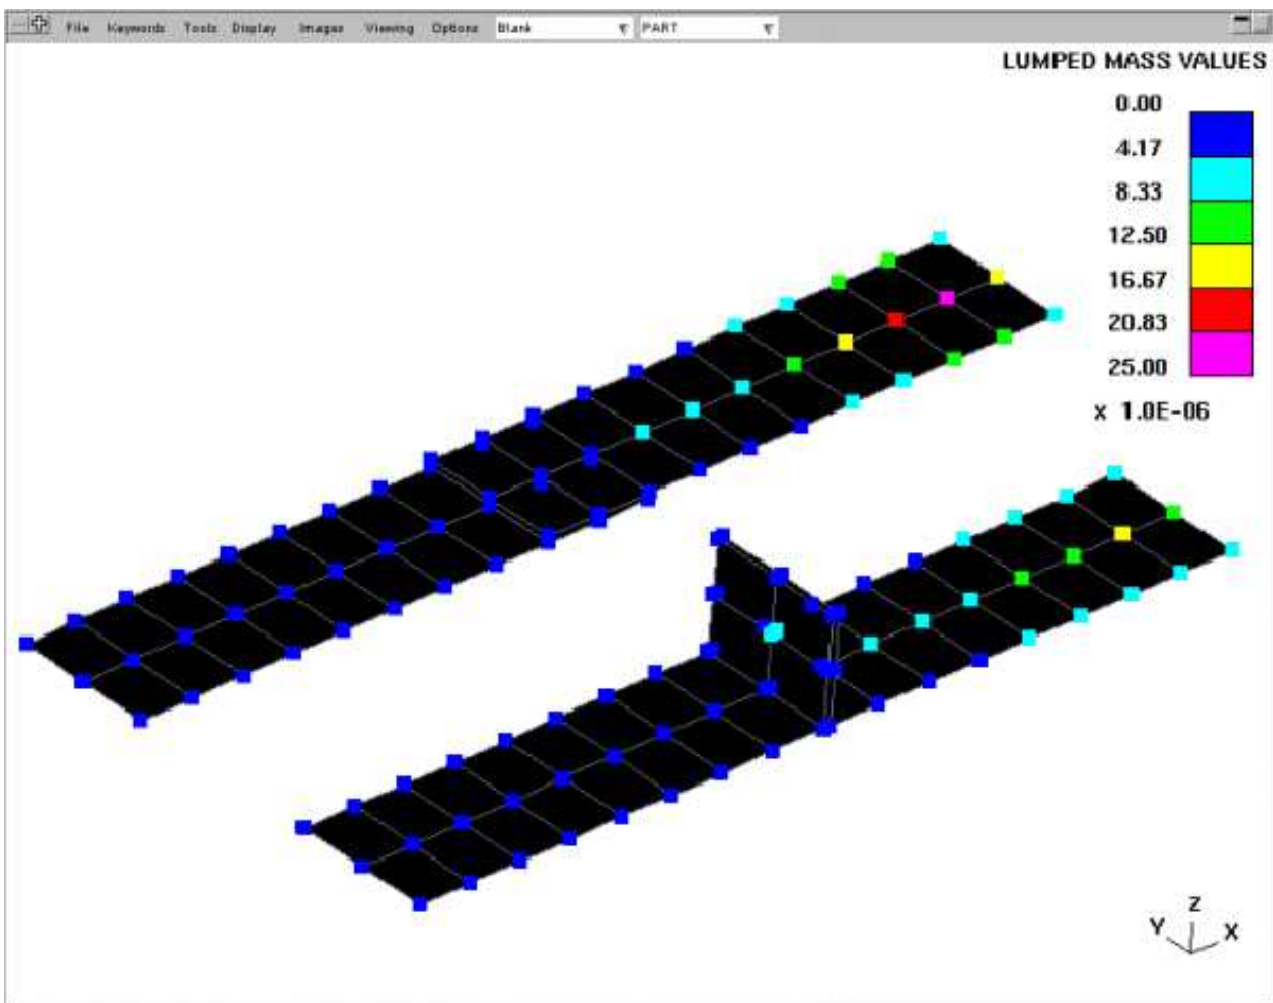 File Keywords Tools Display Images Viewing Options Blank PART
LUMPED MASS VALUES
0.00
4.17
8.33
12.50
16.67
20.83
25.00
x 1.0E-06
Z
Y X